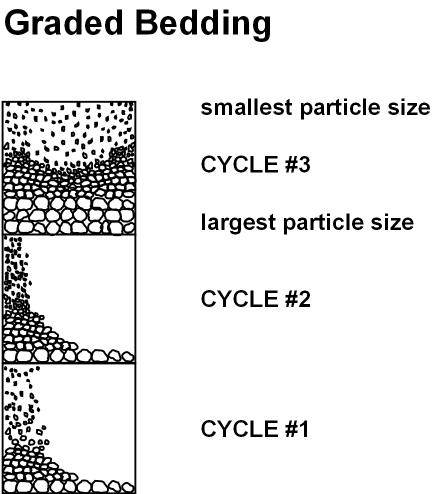 Graded Bedding
smallest particle size
CYCLE #3
largest particle size
CYCLE #2
CYCLE #1